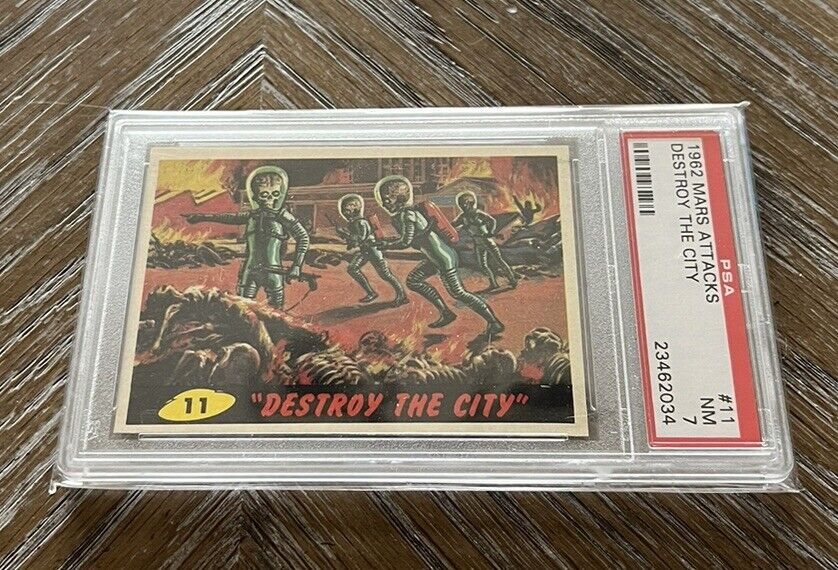 11
"DESTROY THE CITY"
1962 MARS ATTACKS #11
DESTROY THE CITY NM
7
PSA 23462034